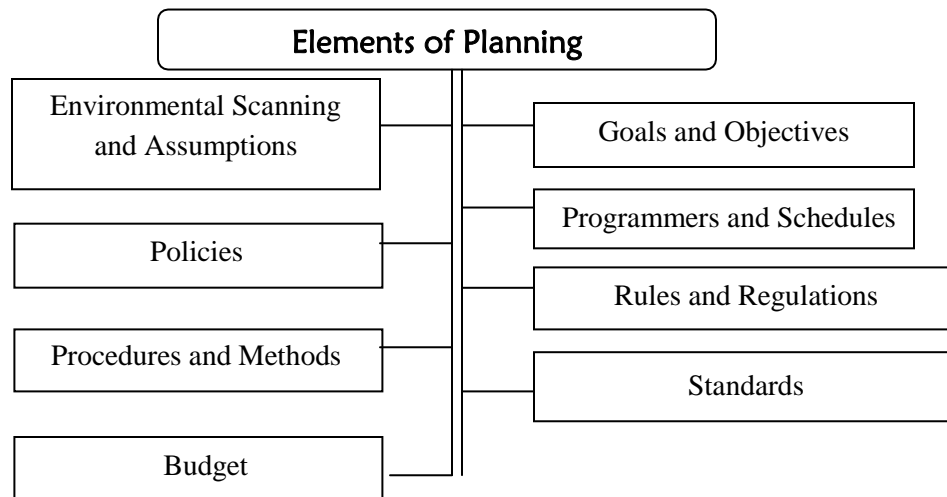 Elements of Planning
Environmental Scanning
and Assumptions
Goals and Objectives
Programmers and Schedules
Policies
Rules and Regulations
Procedures and Methods
Standards
Budget